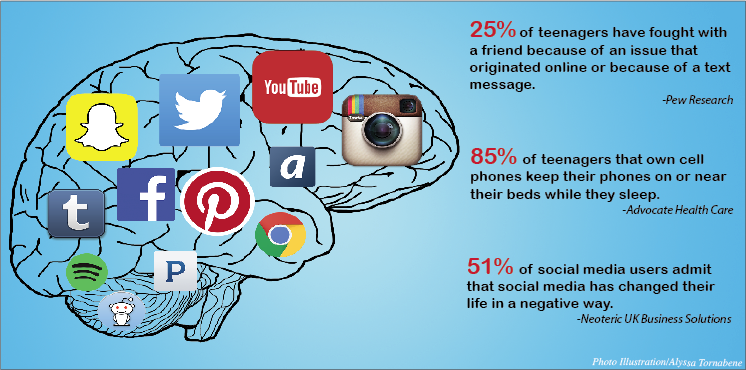 25% of teenagers have fought with
a friend because of an issue that
originated online or because of a text
message.
-Pew Research
85% of teenagers that own cell
phones keep their phones on or near
their beds while they sleep.
-Advocate Health Care
51% of social media users admit
that social media has changed their
life in a negative way.
-Neoteric UK Business Solutions
You Tube
a
t
f
P
P
Photo Illustration/Alyssa Tornabene